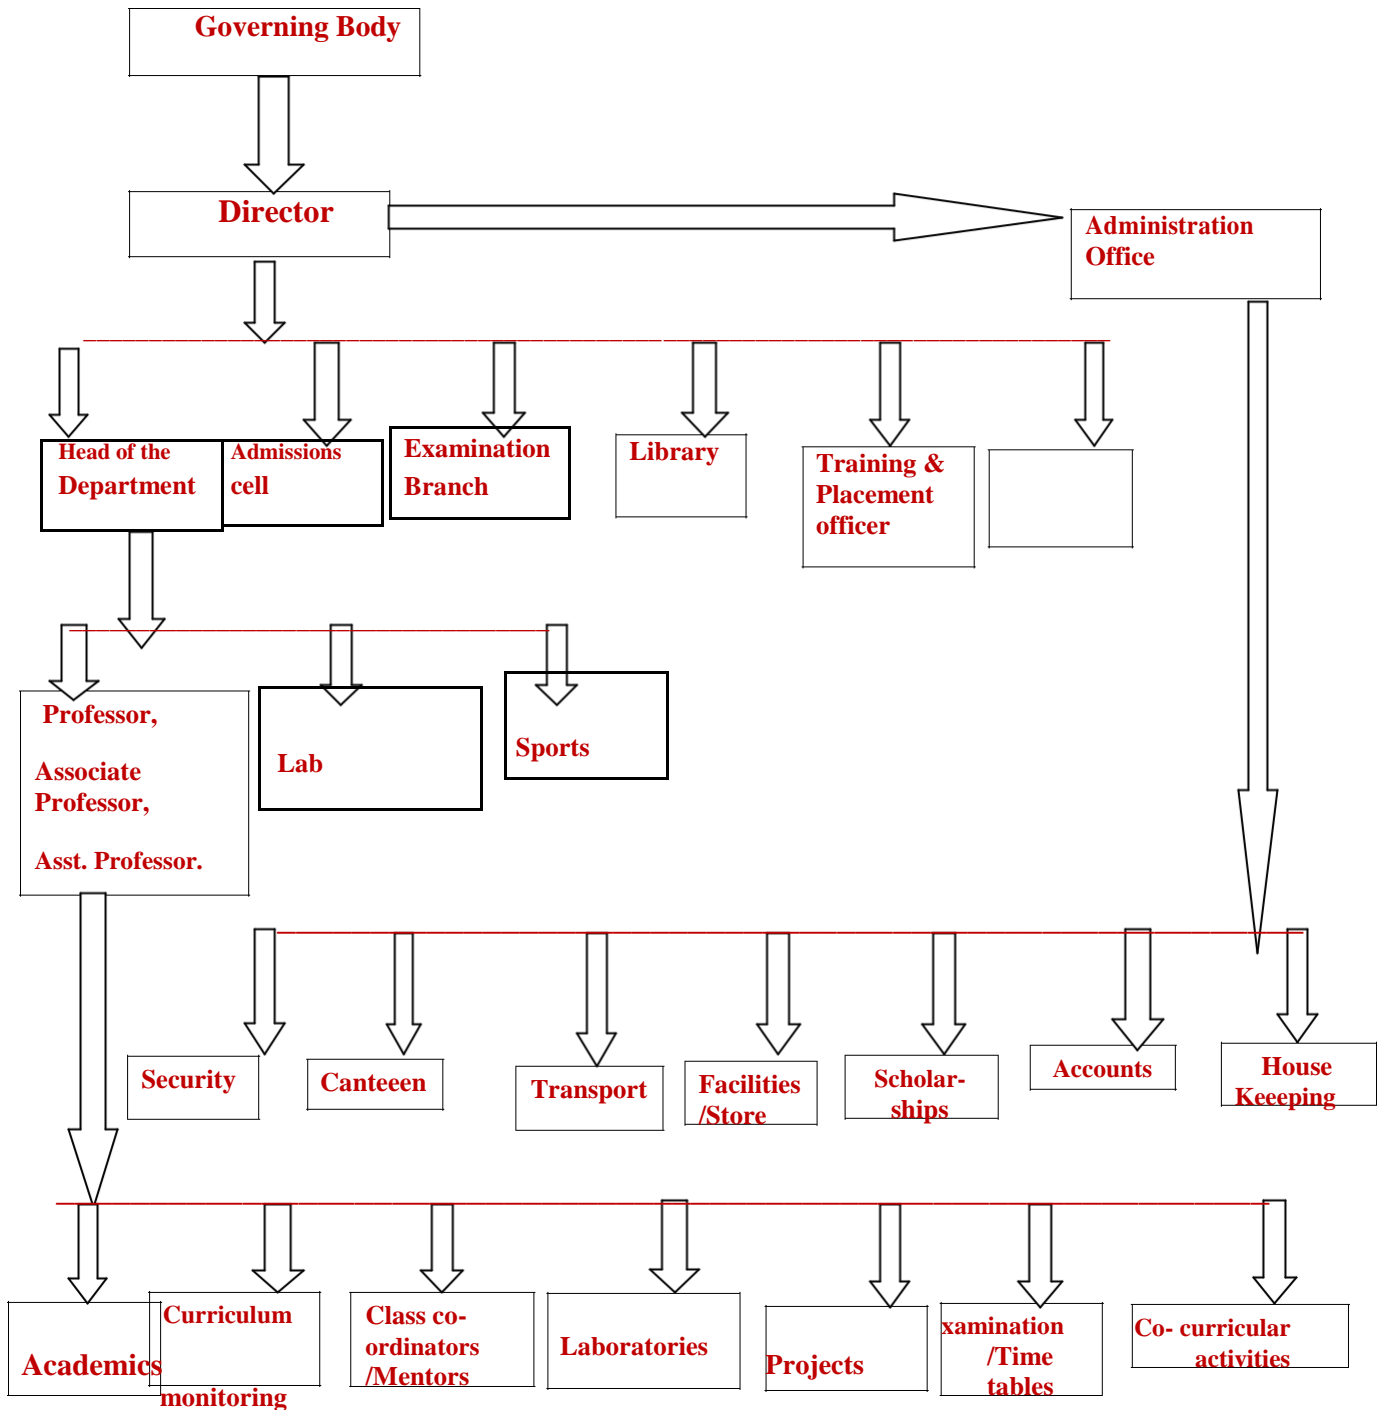 Governing Body
Director
Administration
Office
Head of the
Department
Admissions
cell
Examination
Branch
Library
Training &
Placement
officer
Professor,
Associate
Professor,
Asst. Professor.
Lab
Sports
Security
Canteeen
Transport
Facilities
/Store
Scholar-
ships
Accounts
House
Keeeping
Academics
Curriculum
monitoring
Class co-
ordinators
/Mentors
Laboratories
Projects
xamination
/Time
tables
Co- curricular
activities